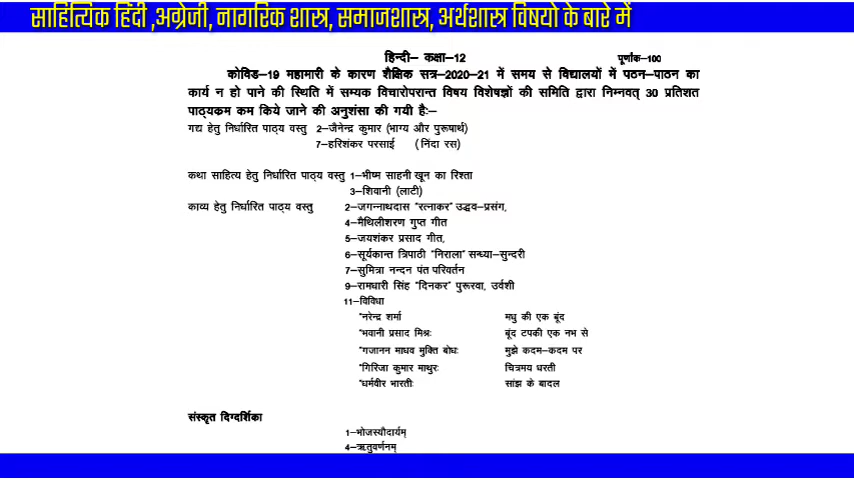 साहित्यिक हिंदी ,अग्रेजी, नागरिक शास्त्र, समाजशास्त्र, अर्थशास्त्र विषयो के बारे में
हिन्दी– कक्षा–12 पूर्णांक–100
कोविड–19 महामारी के कारण शैक्षिक सत्र–2020–21 में समय से विद्यालयों में पठन–पाठन का
कार्य न हो पाने की स्थिति में सम्यक विचारोपरान्त विषय विशेषज्ञों की समिति द्वारा निम्नवत् 30 प्रतिशत
पाठ्यक्रम कम किये जाने की अनुशंसा की गयी हैः–
गद्य हेतु निर्धारित पाठ्य वस्तु 2–जैनेन्द्र कुमार (भाग्य और पुरूषार्थ)
7–हरिशंकर परसाई (निंदा रस)
कथा साहित्य हेतु निर्धारित पाठ्य वस्तु 1–भीष्म साहनी खून का रिश्ता
3–शिवानी (लाटी)
काव्य हेतु निर्धारित पाठ्य वस्तु 2–जगन्नाथदास "रत्नाकर" उद्धव–प्रसंग,
4–मैथिलीशरण गुप्त गीत
5–जयशंकर प्रसाद गीत,
6–सूर्यकान्त त्रिपाठी "निराला" सन्ध्या–सुन्दरी
7–सुमित्रा नन्दन पंत परिवर्तन
9–रामधारी सिंह "दिनकर" पुरूरवा, उर्वशी
11–विविधा
*नरेन्द्र शर्मा मधु की एक बूंद
*भवानी प्रसाद मिश्रः बूंद टपकी एक नभ से
*गजानन माधव मुक्ति बोधः मुझे कदम–कदम पर
*गिरिजा कुमार माथुरः चित्रमय धरती
*धर्मवीर भारतीः सांझ के बादल
संस्कृत दिग्दर्शिका
1–भोजस्यौदार्यम्
4–ऋतुवर्णनम्